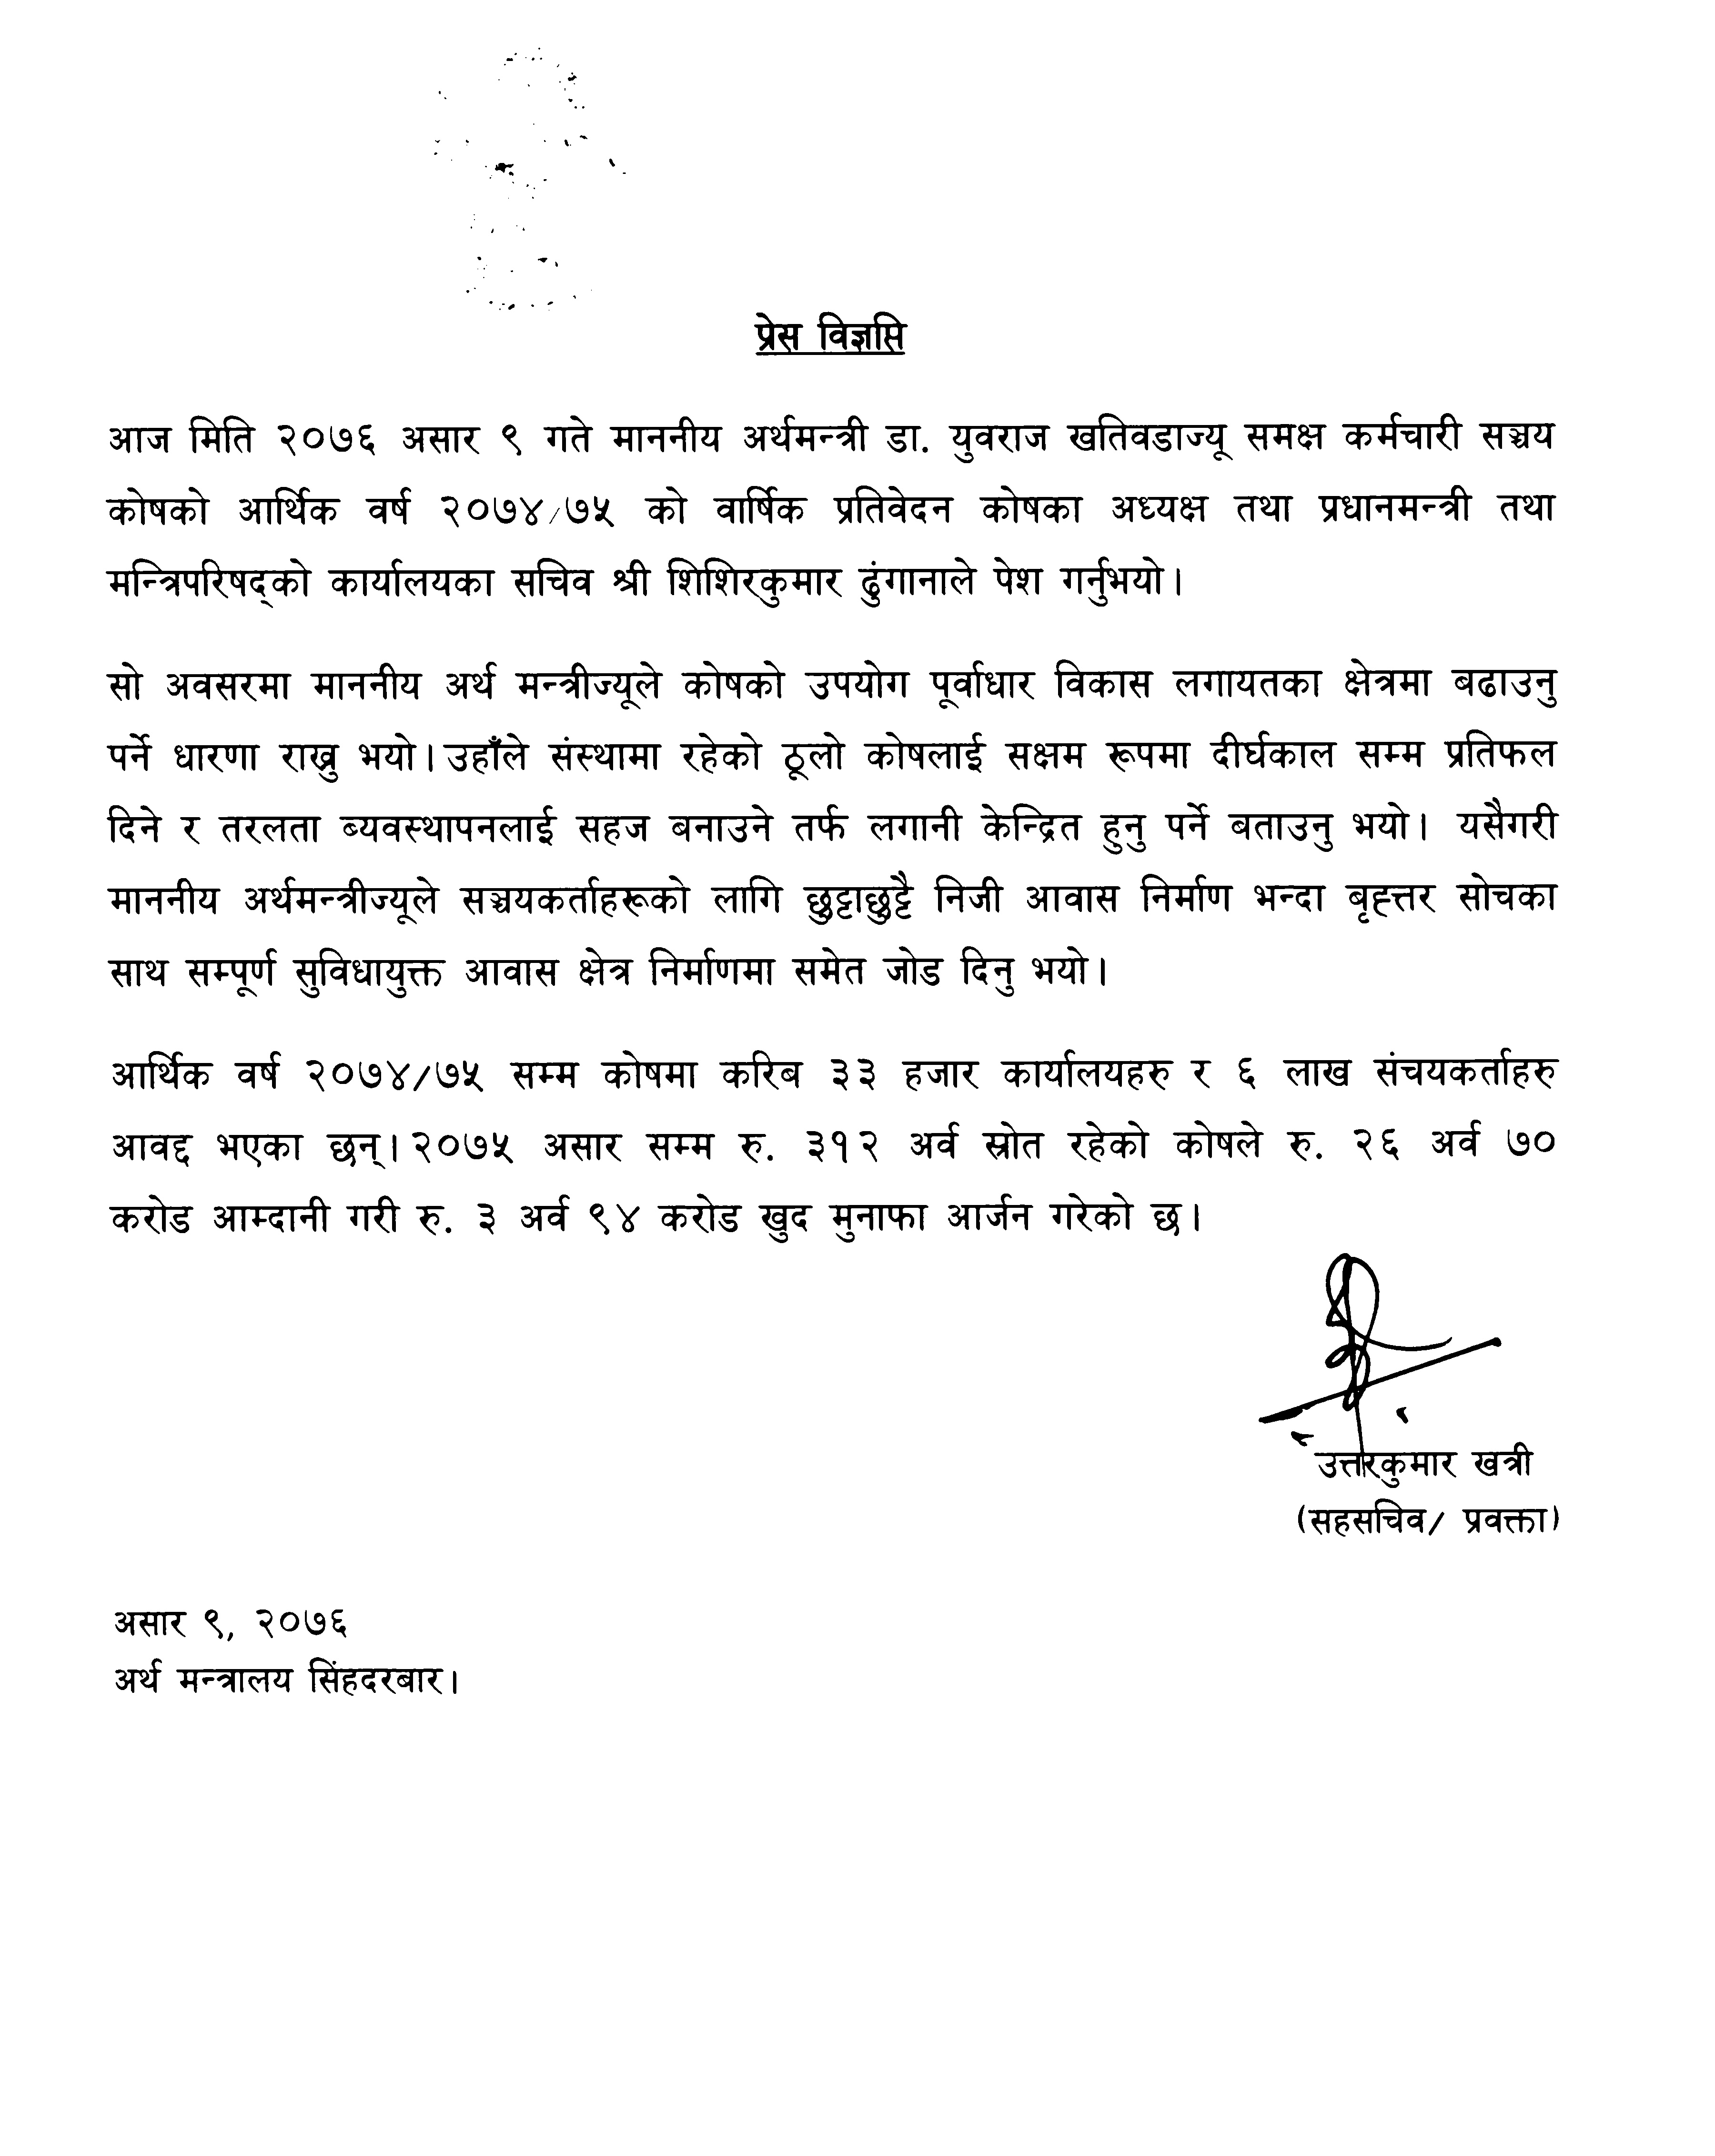 प्रेस विज्ञप्ति
आज मिति २०७६ असार ९ गते माननीय अर्थमन्त्री डा. युवराज खतिवडाज्यू समक्ष कर्मचारी सञ्चय
कोषको आर्थिक वर्ष २०७४/७५ को वार्षिक प्रतिवेदन कोषका अध्यक्ष तथा प्रधानमन्त्री तथा
मन्त्रिपरिषद्‌को कार्यालयका सचिव श्री शिशिरकुमार ढुंगानाले पेश गर्नुभयो।
सो अवसरमा माननीय अर्थ मन्त्रीज्यूले कोषको उपयोग पूर्वाधार विकास लगायतका क्षेत्रमा बढाउनु
पर्ने धारणा राख्नु भयो। उहाँले संस्थामा रहेको ठूलो कोषलाई सक्षम रूपमा दीर्घकाल सम्म प्रतिफल
दिने र तरलता ब्यवस्थापनलाई सहज बनाउने तर्फ लगानी केन्द्रित हुनु पर्ने बताउनु भयो। यसैगरी
माननीय अर्थमन्त्रीज्यूले सञ्चयकर्ताहरूको लागि छुट्टाछुट्टै निजी आवास निर्माण भन्दा बृहत्तर सोचका
साथ सम्पूर्ण सुविधायुक्त आवास क्षेत्र निर्माणमा समेत जोड दिनु भयो।
आर्थिक वर्ष २०७४/७५ सम्म कोषमा करिब ३३ हजार कार्यालयहरु र ६ लाख संचयकर्ताहरु
आवद्द भएका छन्। २०७५ असार सम्म रु. ३१२ अर्व स्रोत रहेको कोषले रु. २६ अर्व ७०
करोड आम्दानी गरी रु. ३ अर्व ९४ करोड खुद मुनाफा आर्जन गरेको छ।
उत्तरकुमार खत्री
(सहसचिव/ प्रवक्ता)
असार ९, २०७६
अर्थ मन्त्रालय सिंहदरबार।